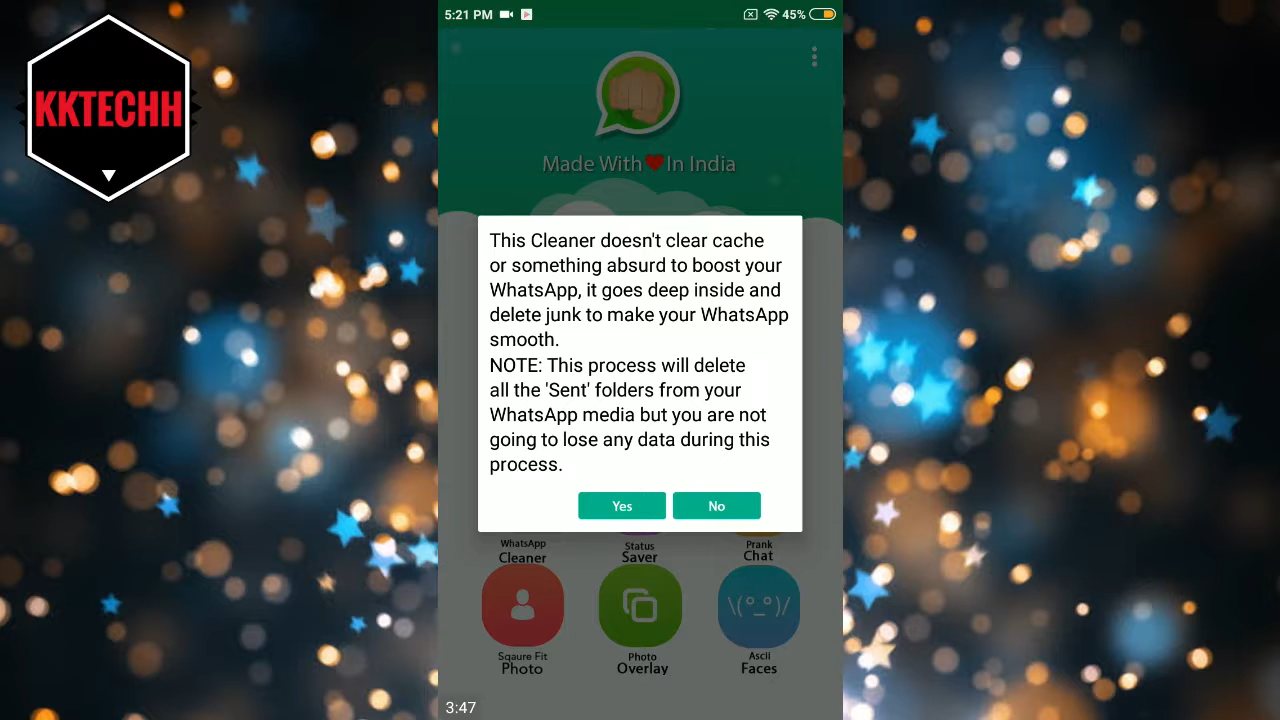 KKTECHH
5:21 PM
45%
Made With In India
This Cleaner doesn't clear cache
or something absurd to boost your
WhatsApp, it goes deep inside and
delete junk to make your WhatsApp
smooth.
NOTE: This process will delete
all the 'Sent' folders from your
WhatsApp media but you are not
going to lose any data during this
process.
Yes
No
WhatsApp
Cleaner
Status
Saver
Prank
Chat
\(°_°)/
Sqaure Fit
Photo
Photo
Overlay
Ascii
Faces
3:47